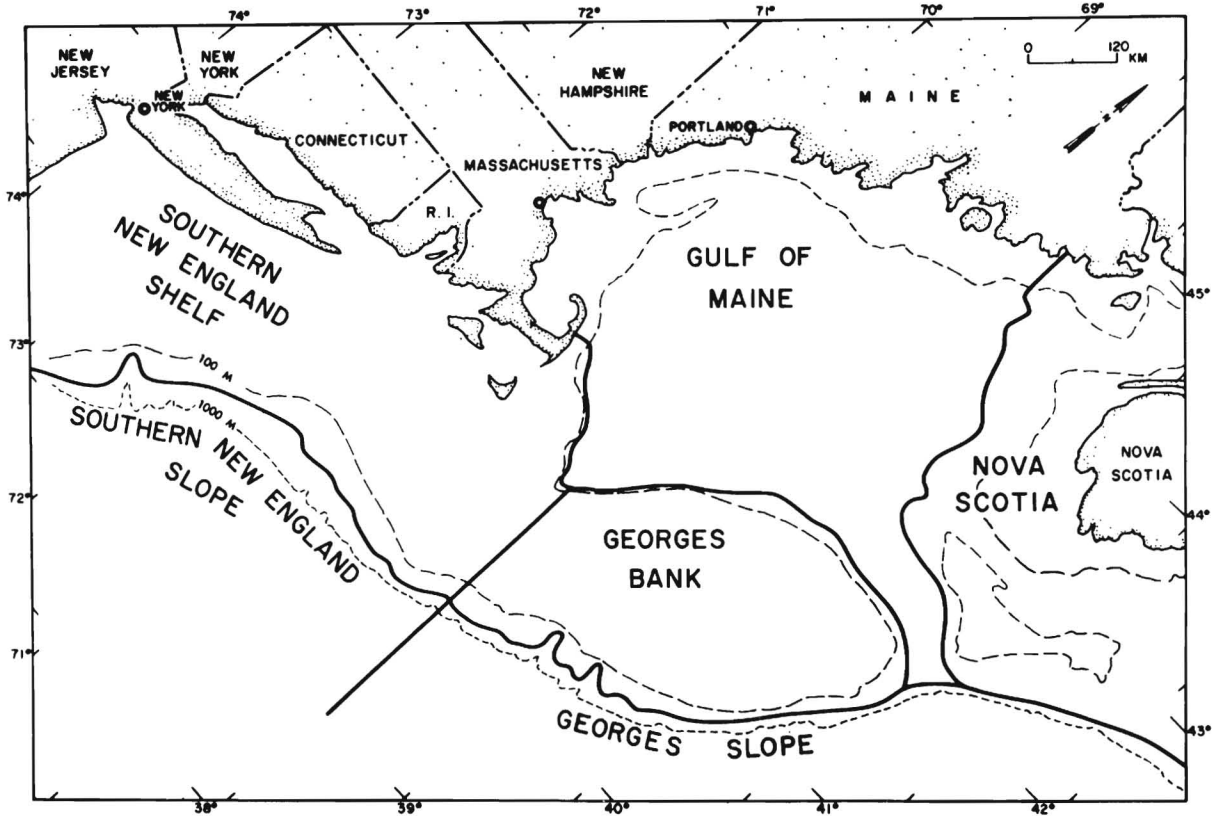 74°
73°
72°
71°
70°
69°
NEW
JERSEY
NEW
YORK
NEW
YORK
CONNECTICUT
R. I.
MASSACHUSETTS
NEW
HAMPSHIRE
PORTLAND
MAINE
0 120
KM
74°
73°
72°
71°
SOUTHERN
NEW ENGLAND
SHELF
GULF OF
MAINE
45°
44°
43°
100 M
1000 M
SOUTHERN NEW ENGLAND
SLOPE
GEORGES
BANK
NOVA
SCOTIA
NOVA
SCOTIA
GEORGES SLOPE
38°
39°
40°
41°
42°